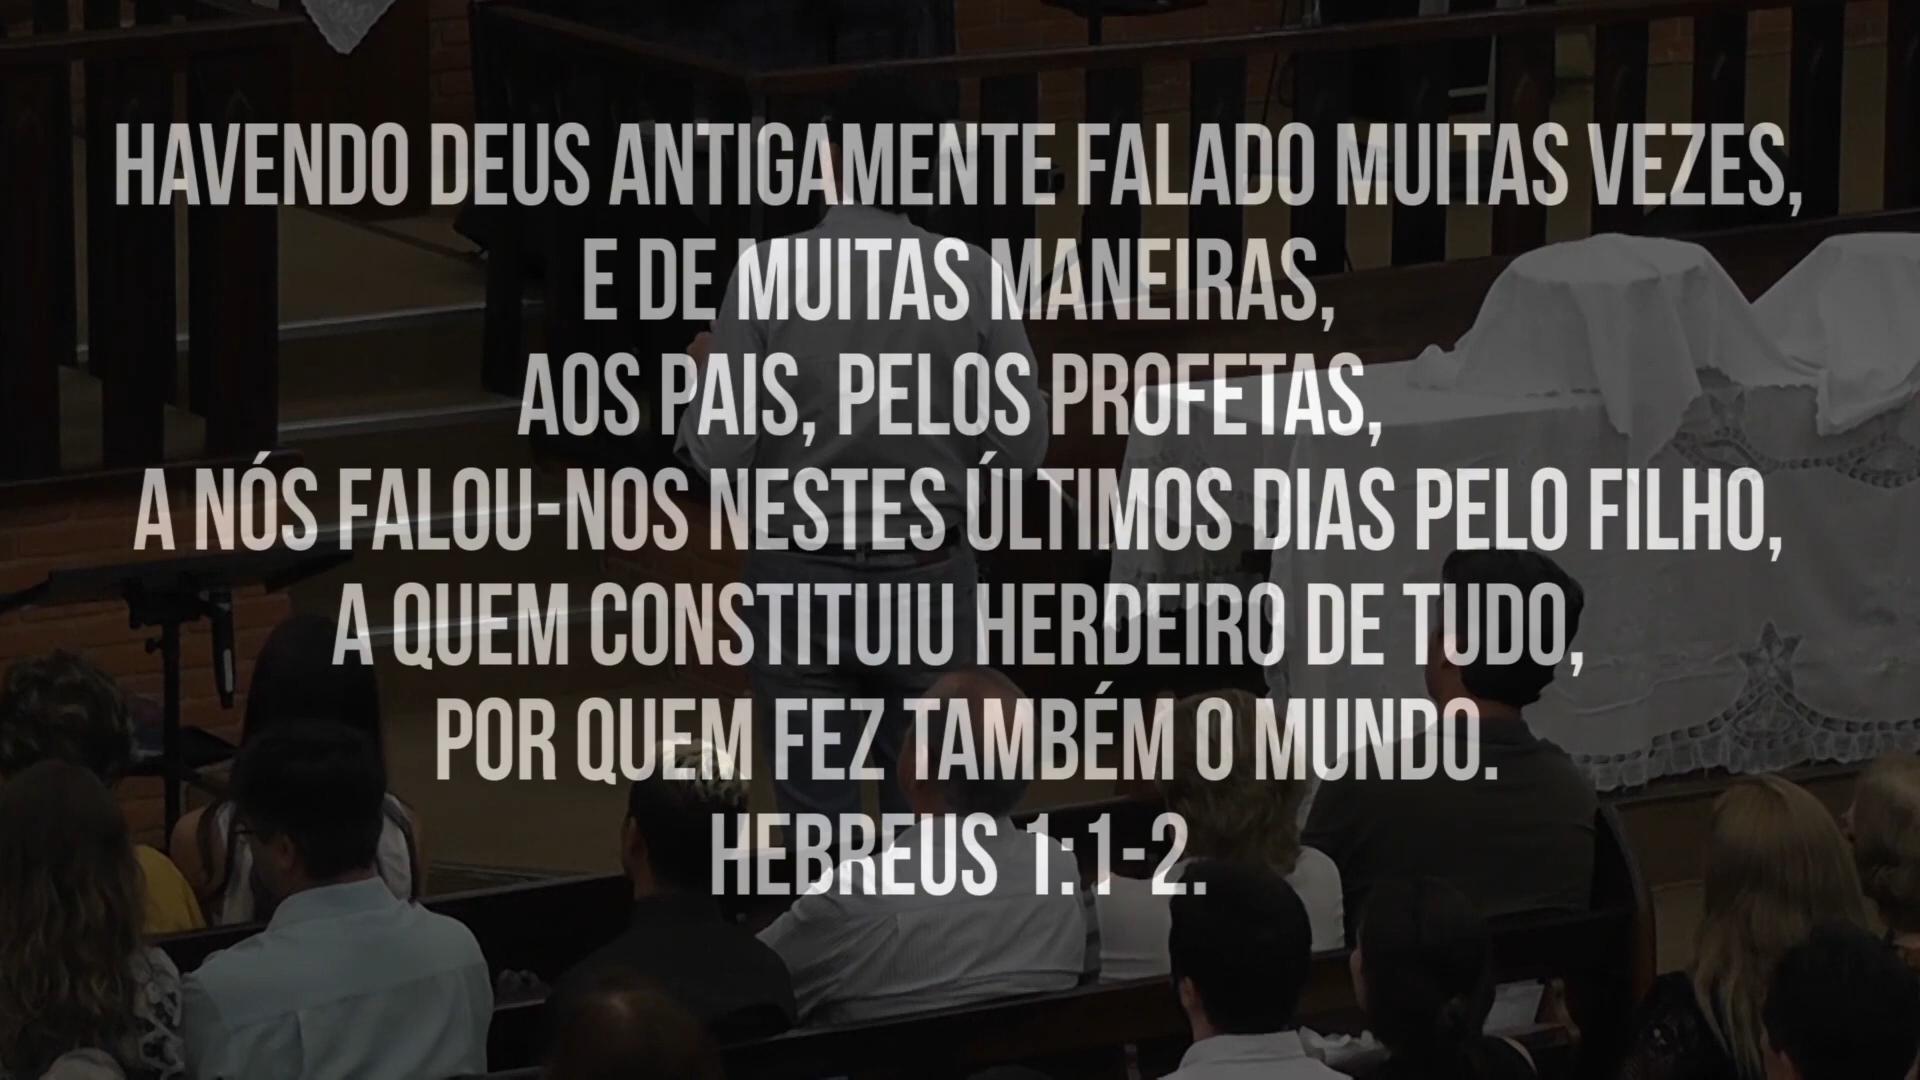 HAVENDO DEUS ANTIGAMENTE FALADO MUITAS VEZES,
E DE MUITAS MANEIRAS,
AOS PAIS, PELOS PROFETAS,
A NÓS FALOU-NOS NESTES ÚLTIMOS DIAS PELO FILHO,
A QUEM CONSTITUIU HERDEIRO DE TUDO,
POR QUEM FEZ TAMBÉM O MUNDO.
HEBREUS 1:1-2.